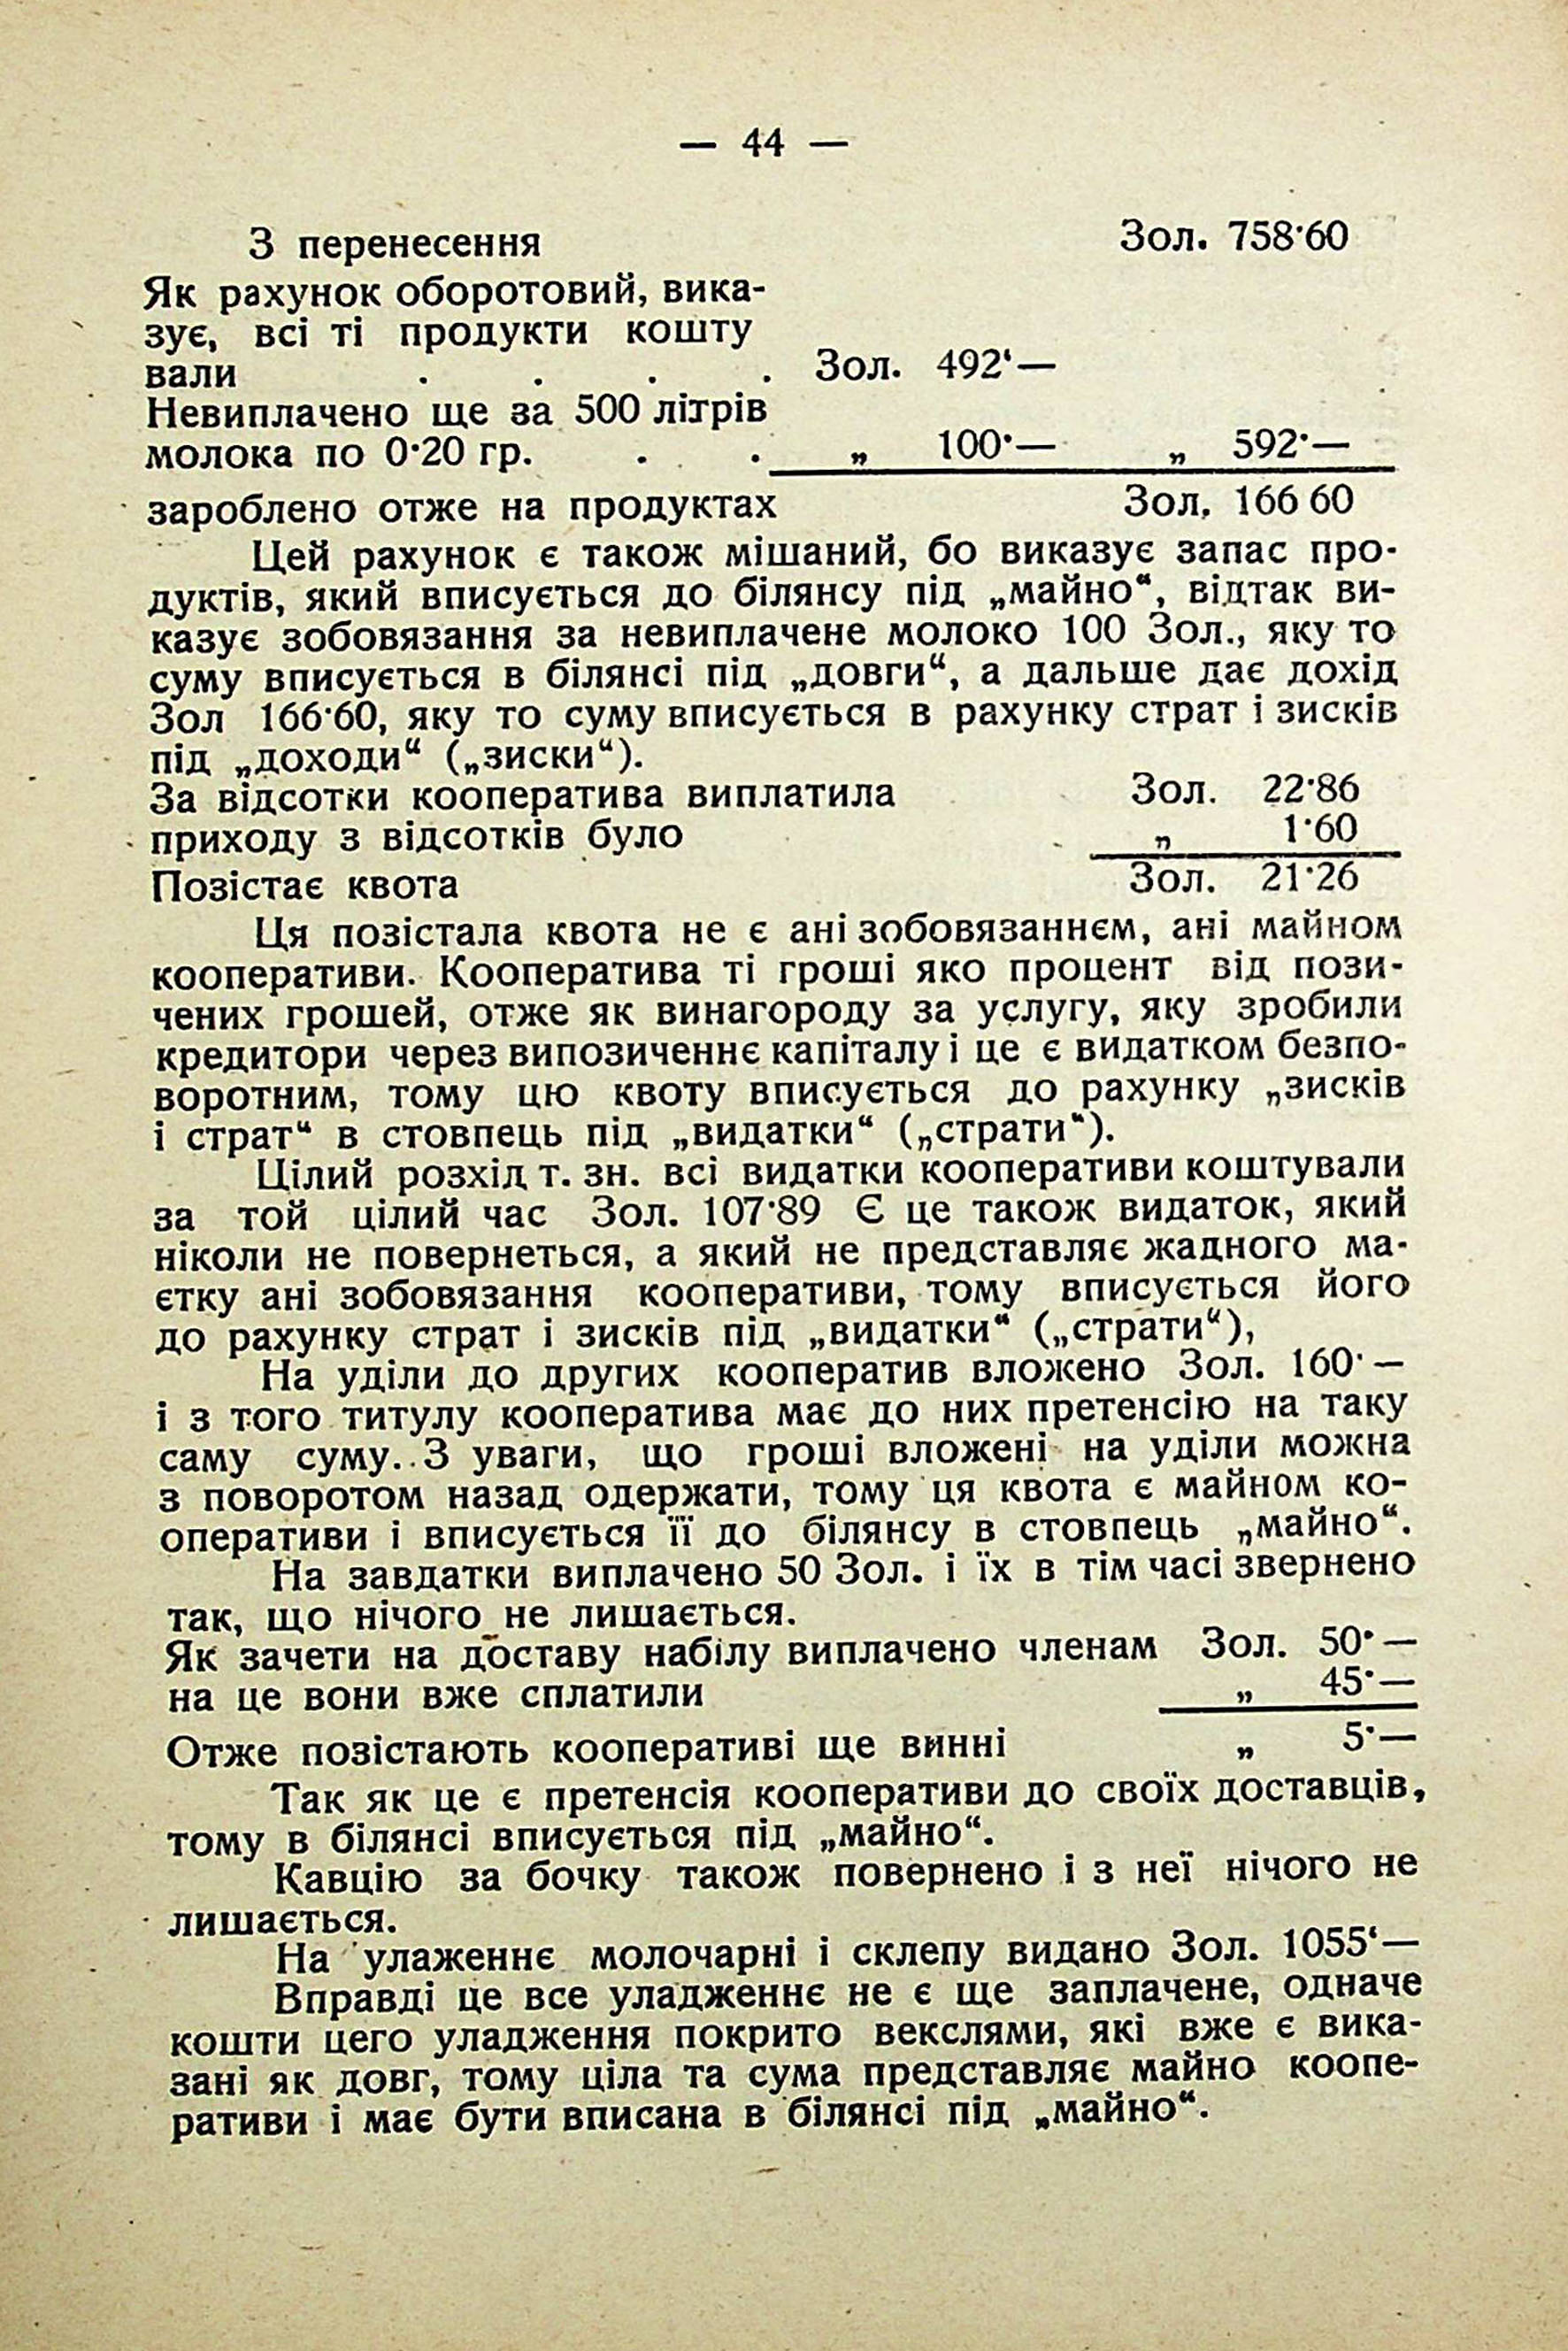 — 44 —
З перенесення Зол. 758·60
Як рахунок оборотовий, вика-
зує, всі ті продукти кошту
вали . . . . Зол. 492‘—
Невиплачено ще за 500 літрів
молока по 0·20 гр. . . „ 100·— „ 592·—
зароблено отже на продуктах Зол. 166 60
Цей рахунок є також мішаний, бо виказує запас про-
дуктів, який вписується до білянсу під „майно“, відтак ви-
казує зобовязання за невиплачене молоко 100 Зол., яку то
суму вписується в білянсі під „довги“, а дальше дає дохід
Зол 166·60, яку то суму вписується в рахунку страт і зисків
під „доходи“ („зиски“).
За відсотки кооператива виплатила Зол. 22·86
приходу з відсотків було „ 1·60
Позістає квота Зол. 21·26
Ця позістала квота не є ані зобовязаннєм, ані майном
кооперативи. Кооператива ті гроші яко процент від пози-
чених грошей, отже як винагороду за услугу, яку зробили
кредитори через випозиченнє капіталу і це є видатком безпо-
воротним, тому цю квоту вписується до рахунку „зисків
і страт“ в стовпець під „видатки“ („страти“).
Цілий розхід т. зн. всі видатки кооперативи коштували
за той цілий час Зол. 107·89 Є це також видаток, який
ніколи не повернеться, а який не представляє жадного ма-
єтку ані зобовязання кооперативи, тому вписується його
до рахунку страт і зисків під „видатки“ („страти“),
На уділи до других кооператив вложено Зол. 160·—
і з того титулу кооператива має до них претенсію на таку
саму суму. З уваги, що гроші вложені на уділи можна
з поворотом назад одержати, тому ця квота є майном ко-
оперативи і вписується її до білянсу в стовпець „майно“.
На завдатки виплачено 50 Зол. і їх в тім часі звернено
так, що нічого не лишається.
Як зачети на доставу набілу виплачено членам Зол. 50·—
на це вони вже сплатили „ 45·—
Отже позістають кооперативі ще винні „ 5·—
Так як це є претенсія кооперативи до своїх доставців,
тому в білянсі вписується під „майно“.
Кавцію за бочку також повернено і з неї нічого не
лишається.
На улаженнє молочарні і склепу видано Зол. 1055‘—
Вправді це все уладженнє не є ще заплачене, одначе
кошти цего уладження покрито векслями, які вже є вика-
зані як довг, тому ціла та сума представляє майно коопе-
ративи і має бути вписана в білянсі під „майно“.